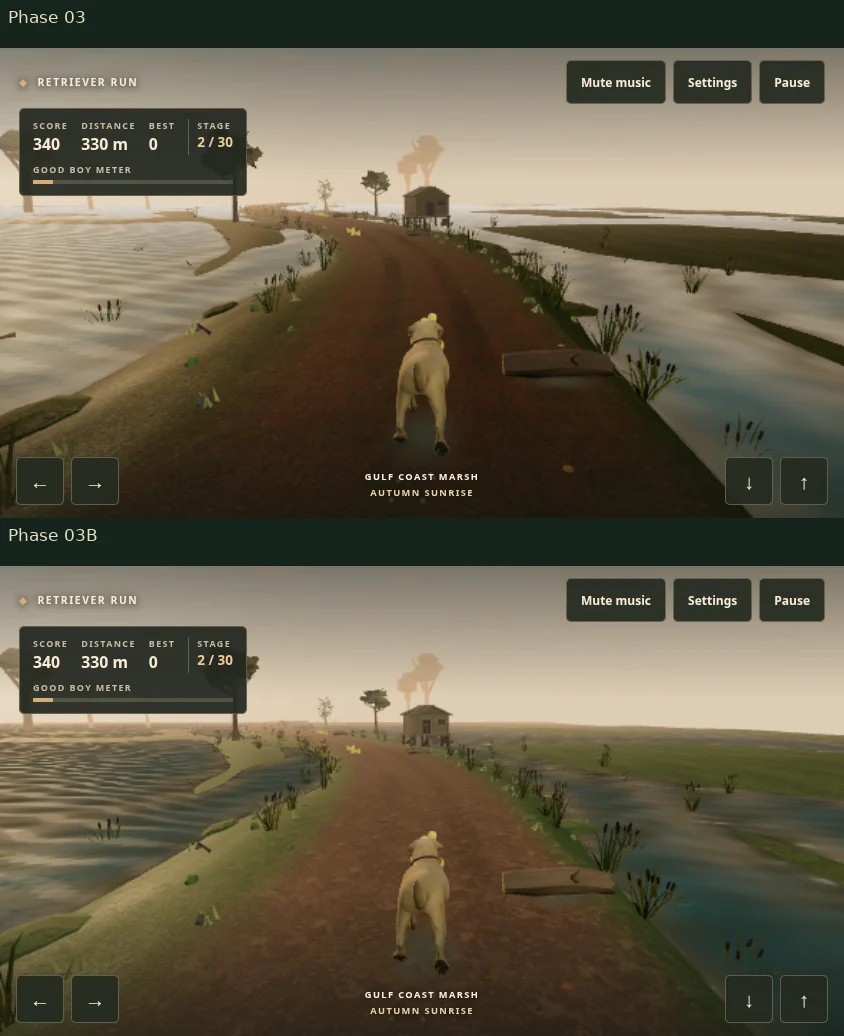 Phase 03
RETRIEVER RUN
Mute music
Settings
Pause
SCORE DISTANCE BEST STAGE
340 330 m 0 2 / 30
GOOD BOY METER
← →
GULF COAST MARSH
AUTUMN SUNRISE
↓ ↑
Phase 03B
RETRIEVER RUN
Mute music
Settings
Pause
SCORE DISTANCE BEST STAGE
340 330 m 0 2 / 30
GOOD BOY METER
← →
GULF COAST MARSH
AUTUMN SUNRISE
↓ ↑